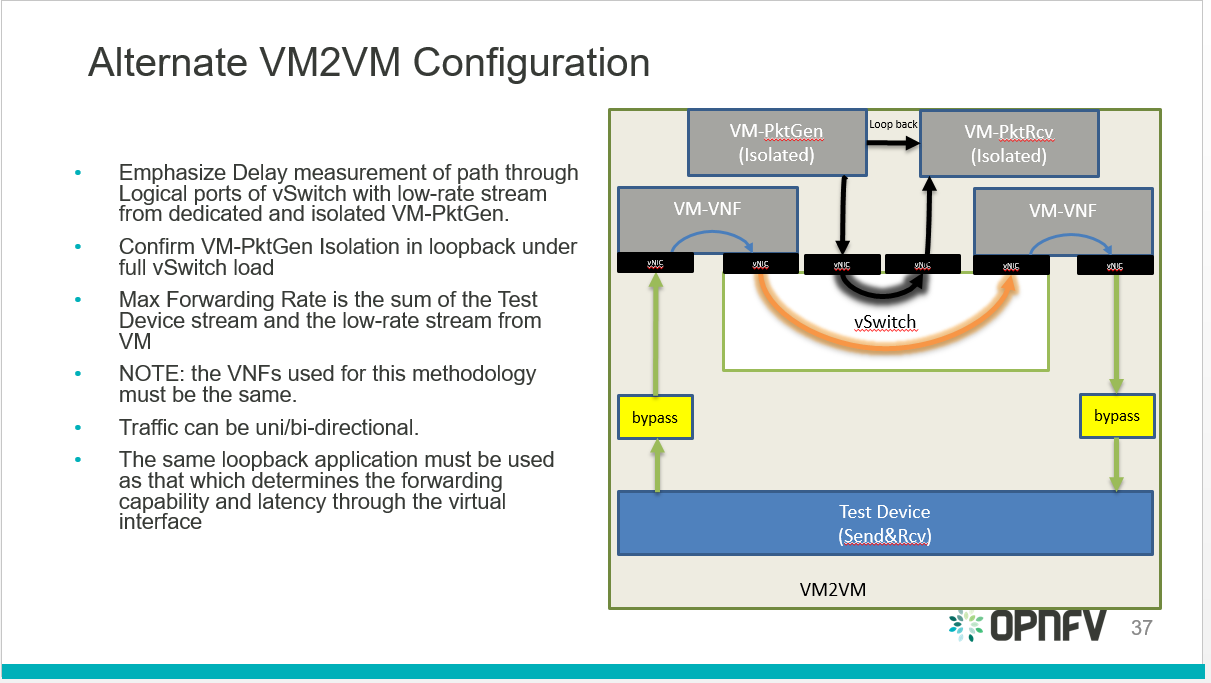 Alternate VM2VM Configuration
• Emphasize Delay measurement of path through
Logical ports of vSwitch with low-rate stream
from dedicated and isolated VM-PktGen.
• Confirm VM-PktGen Isolation in loopback under
full vSwitch load
• Max Forwarding Rate is the sum of the Test
Device stream and the low-rate stream from
VM
• NOTE: the VNFs used for this methodology
must be the same.
• Traffic can be uni/bi-directional.
• The same loopback application must be used
as that which determines the forwarding
capability and latency through the virtual
interface
VM-PktGen
(Isolated)
Loop back
VM-PktRcv
(Isolated)
VM-VNF
VM-VNF
vNIC
vNIC
vNIC
vNIC
vNIC
vNIC
vSwitch
bypass
bypass
Test Device
(Send&Rcv)
VM2VM
OPNFV
37